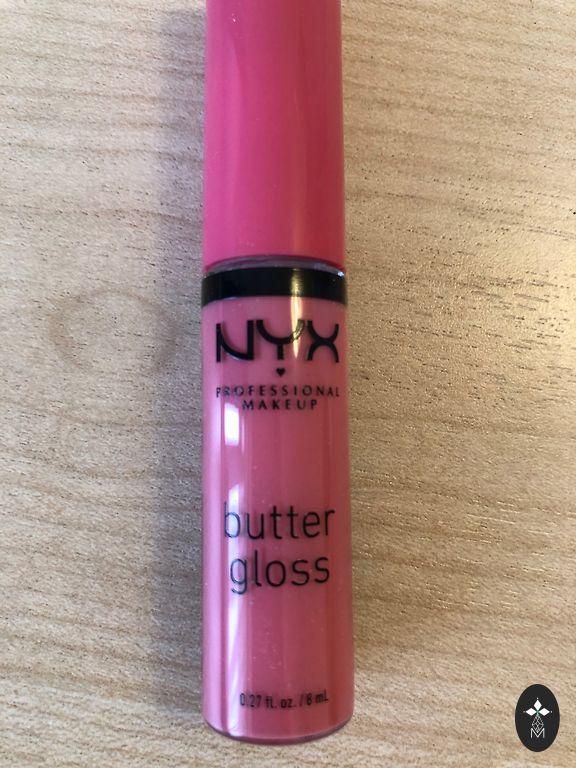 NYX
PROFESSIONAL
MAKEUP
butter
gloss
0.27 fl. oz. / 8 mL
M